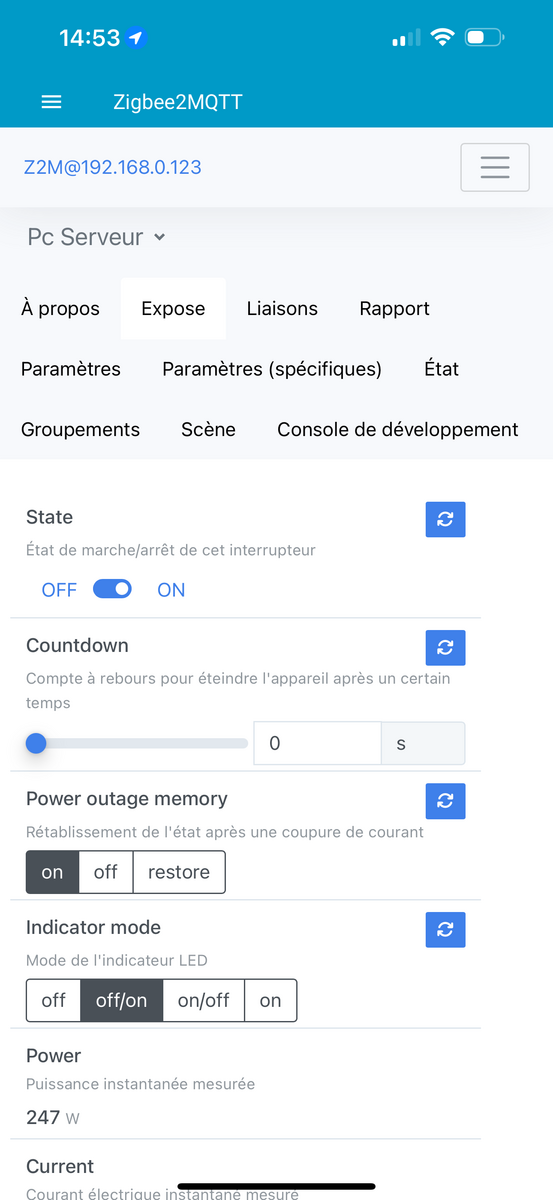 14:53
Zigbee2MQTT
Z2M@192.168.0.123
Pc Serveur
À propos Expose Liaisons Rapport
Paramètres Paramètres (spécifiques) État
Groupements Scène Console de développement
State
État de marche/arrêt de cet interrupteur
OFF ON
Countdown
Compte à rebours pour éteindre l'appareil après un certain
temps
0 s
Power outage memory
Rétablissement de l'état après une coupure de courant
on off restore
Indicator mode
Mode de l'indicateur LED
off off/on on/off on
Power
Puissance instantanée mesurée
247 W
Current
Courant électrique instantané mesuré